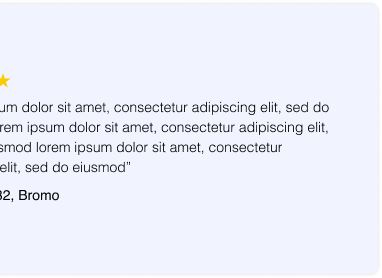 um dolor sit amet, consectetur adipiscing elit, sed do
rem ipsum dolor sit amet, consectetur adipiscing elit,
smod lorem ipsum dolor sit amet, consectetur
elit, sed do eiusmod”
32, Bromo